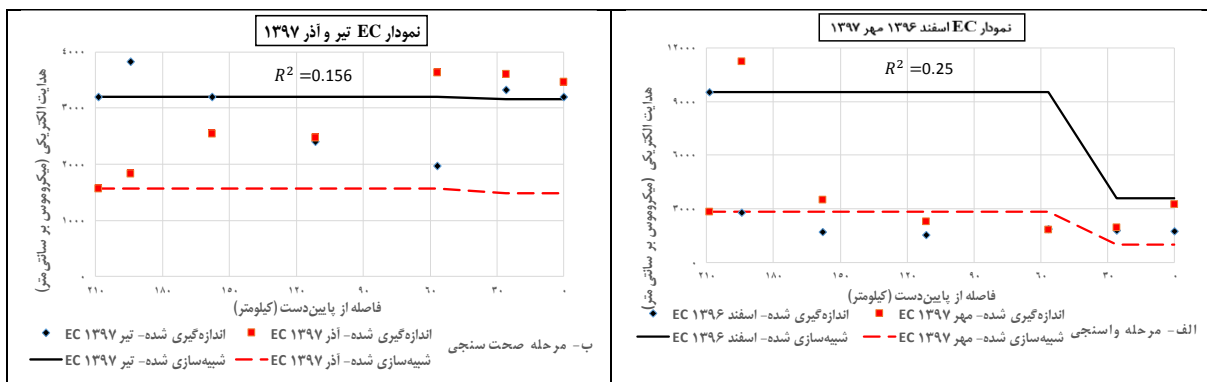 نمودار EC اسفند ۱۳۹۶ مهر ۱۳۹۷
R² =0.25
هدایت الکتریکی (میکروموس بر سانتی متر)
۱۲۰۰۰
۹۰۰۰
۶۰۰۰
۳۰۰۰
۰
۲۱۰ ۱۸۰ ۱۵۰ ۱۲۰ ۹۰ ۶۰ ۳۰ ۰
فاصله از پایین‌دست (کیلومتر)
اندازه‌گیری شده- اسفند ۱۳۹۶ EC
اندازه‌گیری شده- مهر ۱۳۹۷ EC
شبیه‌سازی شده- اسفند ۱۳۹۶ EC
شبیه‌سازی شده- مهر ۱۳۹۷ EC
الف- مرحله واسنجی
نمودار EC تیر و آذر ۱۳۹۷
R² =0.156
هدایت الکتریکی (میکروموس بر سانتی‌متر)
۴۰۰۰
۳۰۰۰
۲۰۰۰
۱۰۰۰
۰
۲۱۰ ۱۸۰ ۱۵۰ ۱۲۰ ۹۰ ۶۰ ۳۰ ۰
فاصله از پایین‌دست (کیلومتر)
اندازه‌گیری شده- تیر ۱۳۹۷ EC
اندازه‌گیری شده- آذر ۱۳۹۷ EC
شبیه‌سازی شده- تیر ۱۳۹۷ EC
شبیه‌سازی شده- آذر ۱۳۹۷ EC
ب- مرحله صحت سنجی